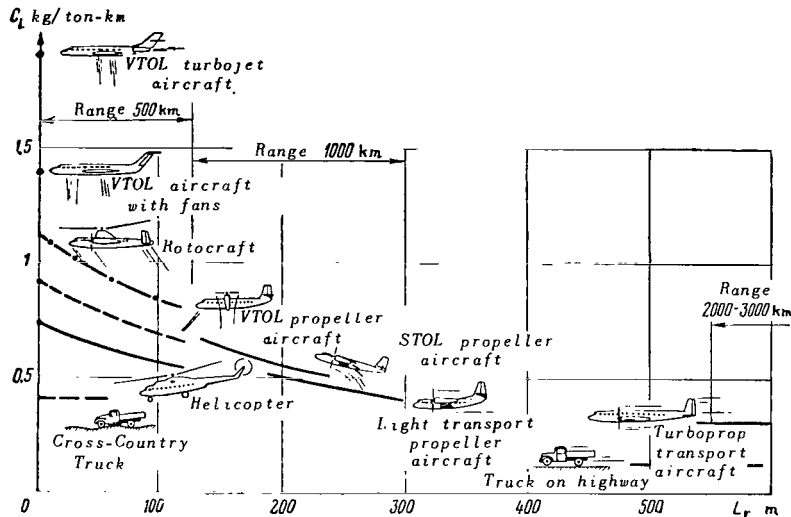 C_L kg/ton-km
VTOL turbojet
aircraft
Range 500km
1.5
Range 1000 km
VTOL aircraft
with fans
Rotocraft
1
Range
2000-3000 km
VTOL propeller
aircraft
STOL propeller
aircraft
0.5
Helicopter
Light transport
propeller
aircraft
Cross-Country
Truck
Turboprop
transport
aircraft
Truck on highway
0 100 200 300 400 500 L_r m